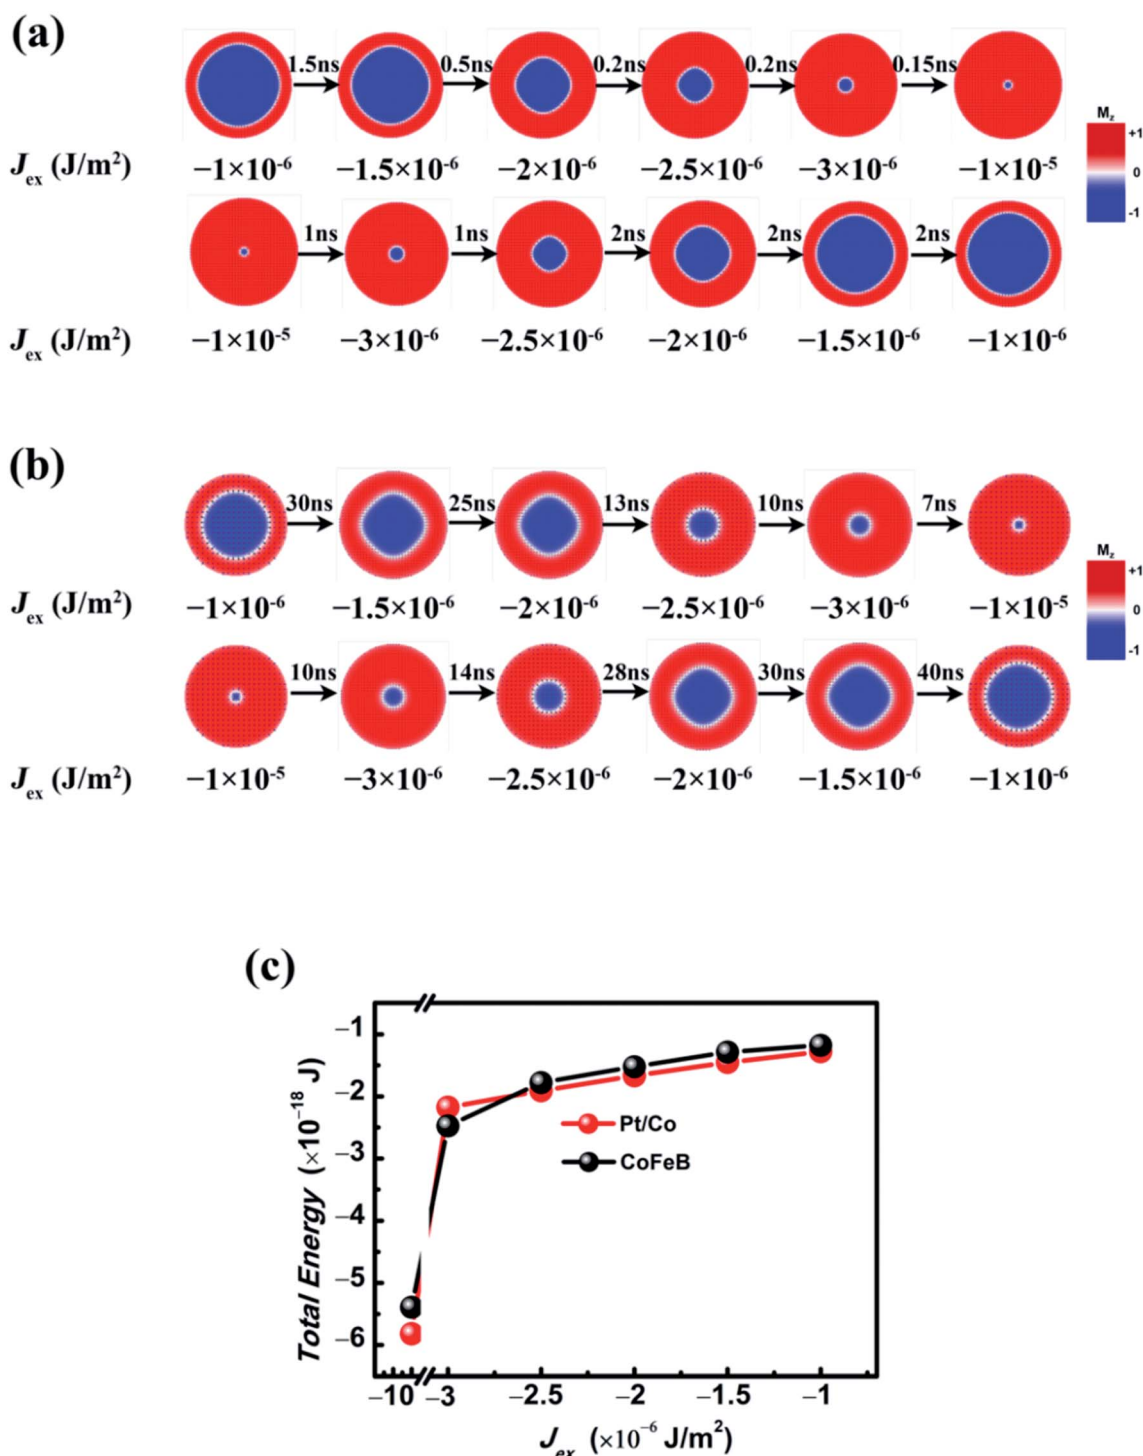 (a)
1.5ns 0.5ns 0.2ns 0.2ns 0.15ns
M_z
+1
0
-1
J_ex (J/m²) −1×10⁻⁶ −1.5×10⁻⁶ −2×10⁻⁶ −2.5×10⁻⁶ −3×10⁻⁶ −1×10⁻⁵
1ns 1ns 2ns 2ns 2ns
J_ex (J/m²) −1×10⁻⁵ −3×10⁻⁶ −2.5×10⁻⁶ −2×10⁻⁶ −1.5×10⁻⁶ −1×10⁻⁶
(b)
30ns 25ns 13ns 10ns 7ns
M_z
+1
0
-1
J_ex (J/m²) −1×10⁻⁶ −1.5×10⁻⁶ −2×10⁻⁶ −2.5×10⁻⁶ −3×10⁻⁶ −1×10⁻⁵
10ns 14ns 28ns 30ns 40ns
J_ex (J/m²) −1×10⁻⁵ −3×10⁻⁶ −2.5×10⁻⁶ −2×10⁻⁶ −1.5×10⁻⁶ −1×10⁻⁶
(c)
Total Energy (×10⁻¹⁸ J)
−1
−2
−3
−4
−5
−6
Pt/Co
CoFeB
−10 −3 −2.5 −2 −1.5 −1
J_ex (×10⁻⁶ J/m²)